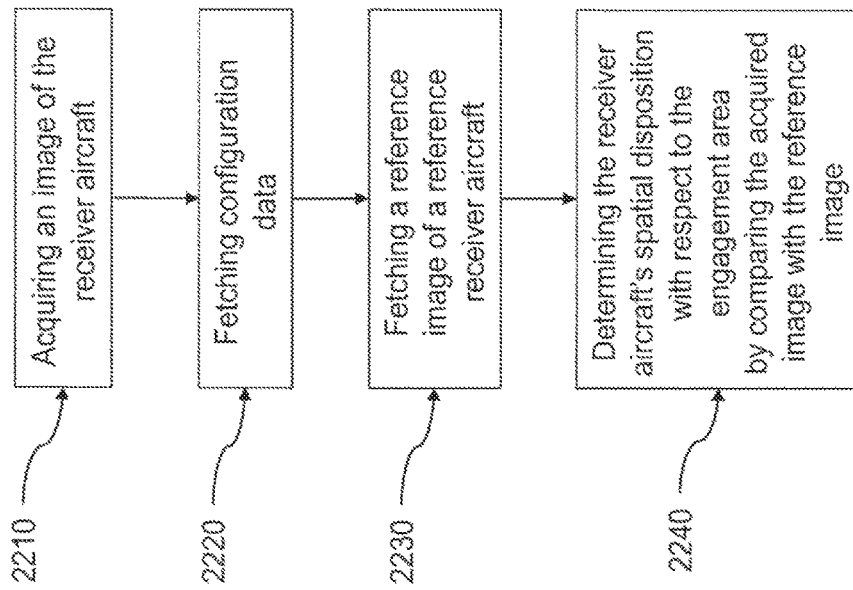 2210
Acquiring an image of the
receiver aircraft
2220
Fetching configuration
data
2230
Fetching a reference
image of a reference
receiver aircraft
2240
Determining the receiver
aircraft's spatial disposition
with respect to the
engagement area
by comparing the acquired
image with the reference
image